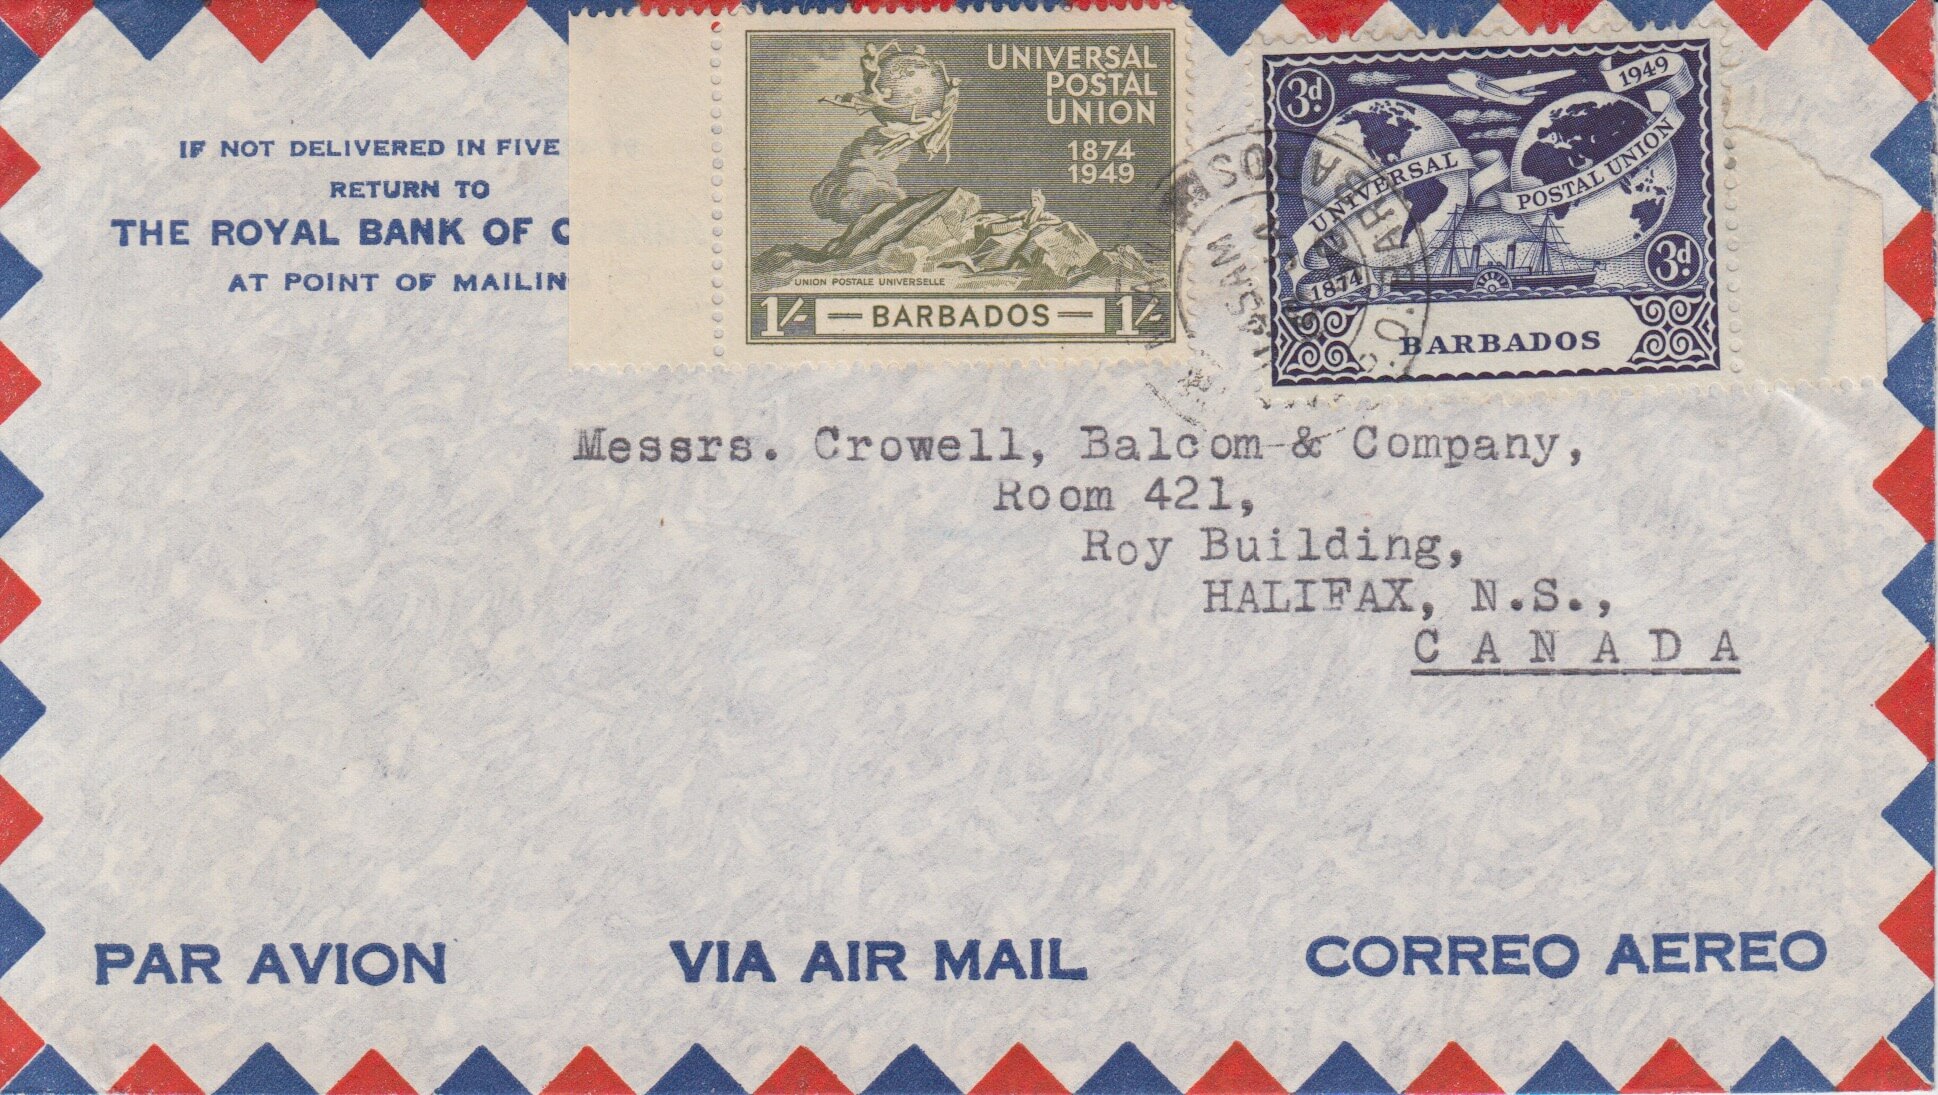 IF NOT DELIVERED IN FIVE
RETURN TO
THE ROYAL BANK OF C
AT POINT OF MAILIN
UNIVERSAL
POSTAL
UNION
1874
1949
UNION POSTALE UNIVERSELLE
1/- BARBADOS 1/-
3d
1949
UNIVERSAL
POSTAL UNION
1874
3d
BARBADOS
G.P.O. BARBADOS
Messrs. Crowell, Balcom & Company,
Room 421,
Roy Building,
HALIFAX, N.S.,
CANADA
PAR AVION VIA AIR MAIL CORREO AEREO